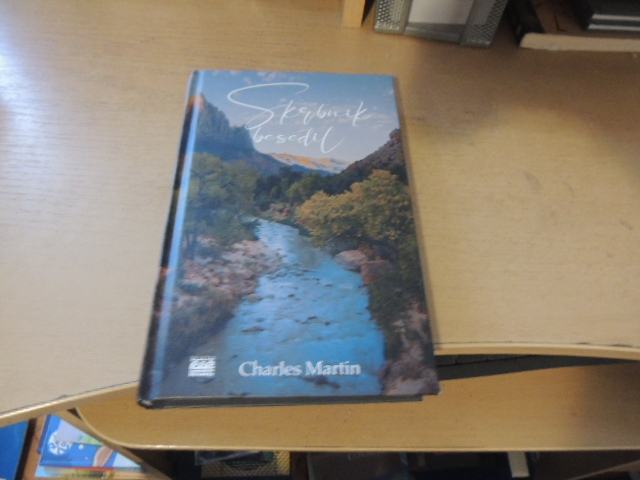 Skrbnik
besedil
Charles Martin